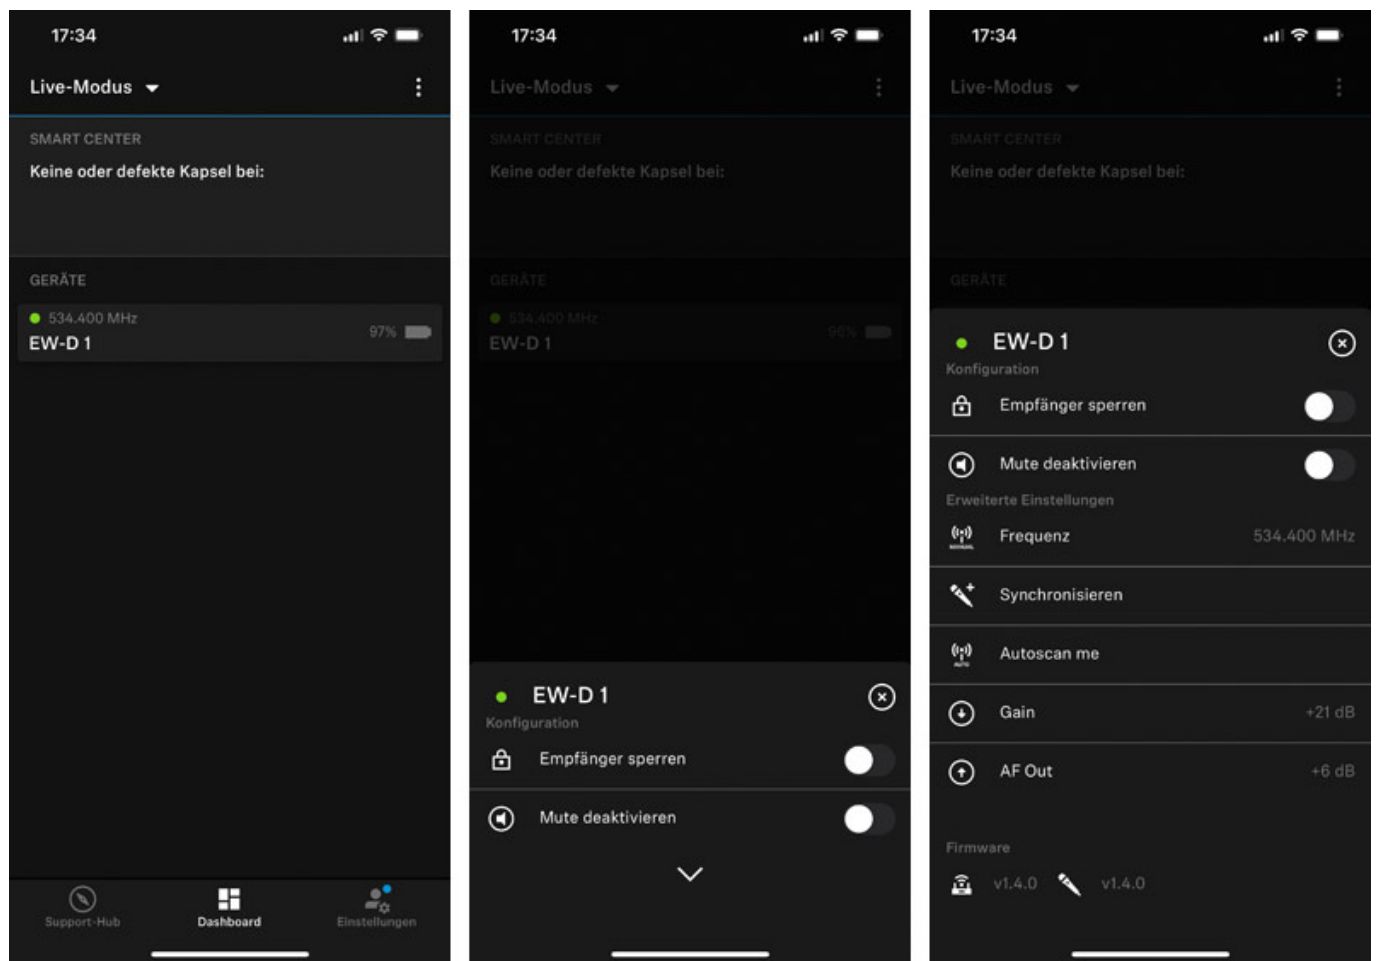 17:34
Live-Modus
SMART CENTER
Keine oder defekte Kapsel bei:
GERÄTE
534.400 MHz
97%
EW-D 1
Support-Hub
Dashboard
Einstellungen
17:34
Live-Modus
SMART CENTER
Keine oder defekte Kapsel bei:
GERÄTE
534.400 MHz
EW-D 1
EW-D 1
Konfiguration
Empfänger sperren
Mute deaktivieren
17:34
Live-Modus
SMART CENTER
Keine oder defekte Kapsel bei:
GERÄTE
EW-D 1
Konfiguration
Empfänger sperren
Mute deaktivieren
Erweiterte Einstellungen
Frequenz 534.400 MHz
Synchronisieren
AUTO
Autoscan me
Gain +21 dB
AF Out +6 dB
Firmware
v1.4.0 v1.4.0